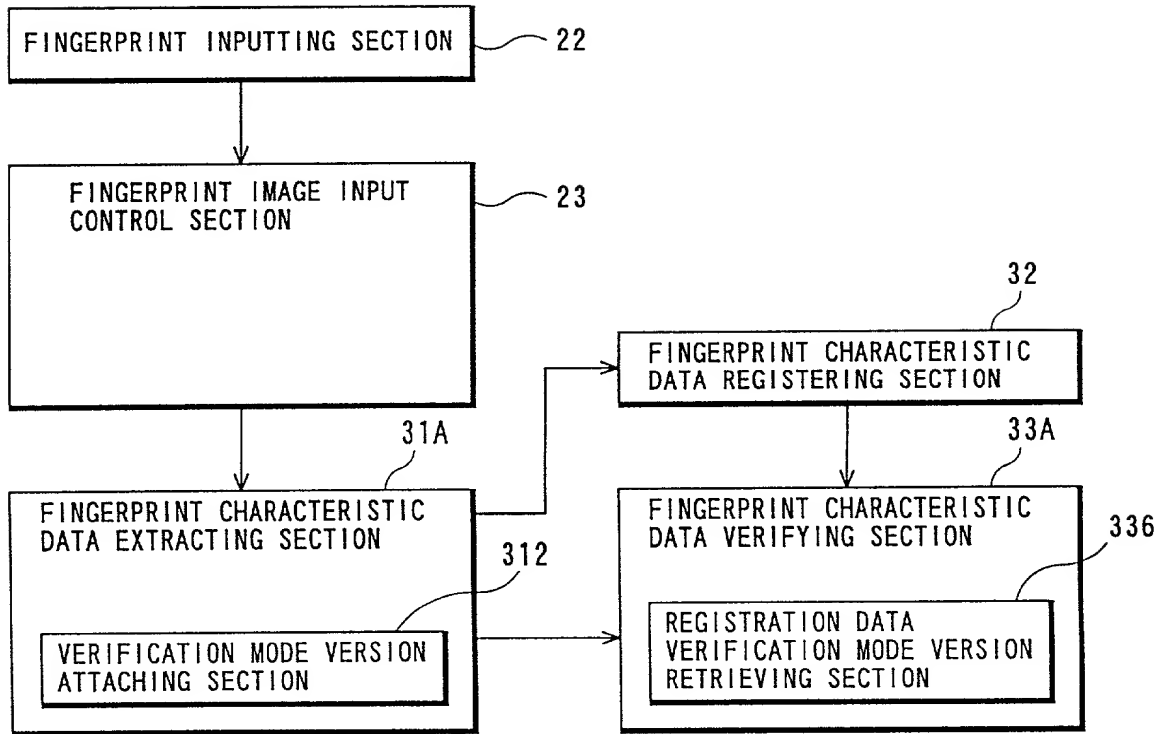 FINGERPRINT INPUTTING SECTION
22
FINGERPRINT IMAGE INPUT
CONTROL SECTION
23
32
FINGERPRINT CHARACTERISTIC
DATA REGISTERING SECTION
31A
FINGERPRINT CHARACTERISTIC
DATA EXTRACTING SECTION
312
VERIFICATION MODE VERSION
ATTACHING SECTION
33A
FINGERPRINT CHARACTERISTIC
DATA VERIFYING SECTION
336
REGISTRATION DATA
VERIFICATION MODE VERSION
RETRIEVING SECTION